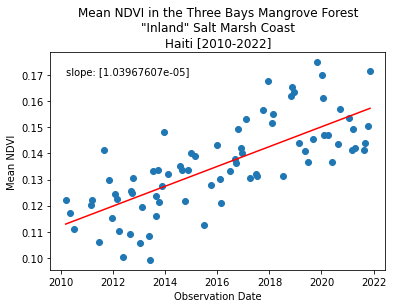 Mean NDVI in the Three Bays Mangrove Forest
"Inland" Salt Marsh Coast
Haiti [2010-2022]
slope: [1.03967607e-05]
Mean NDVI
0.17
0.16
0.15
0.14
0.13
0.12
0.11
0.10
2010 2012 2014 2016 2018 2020 2022
Observation Date